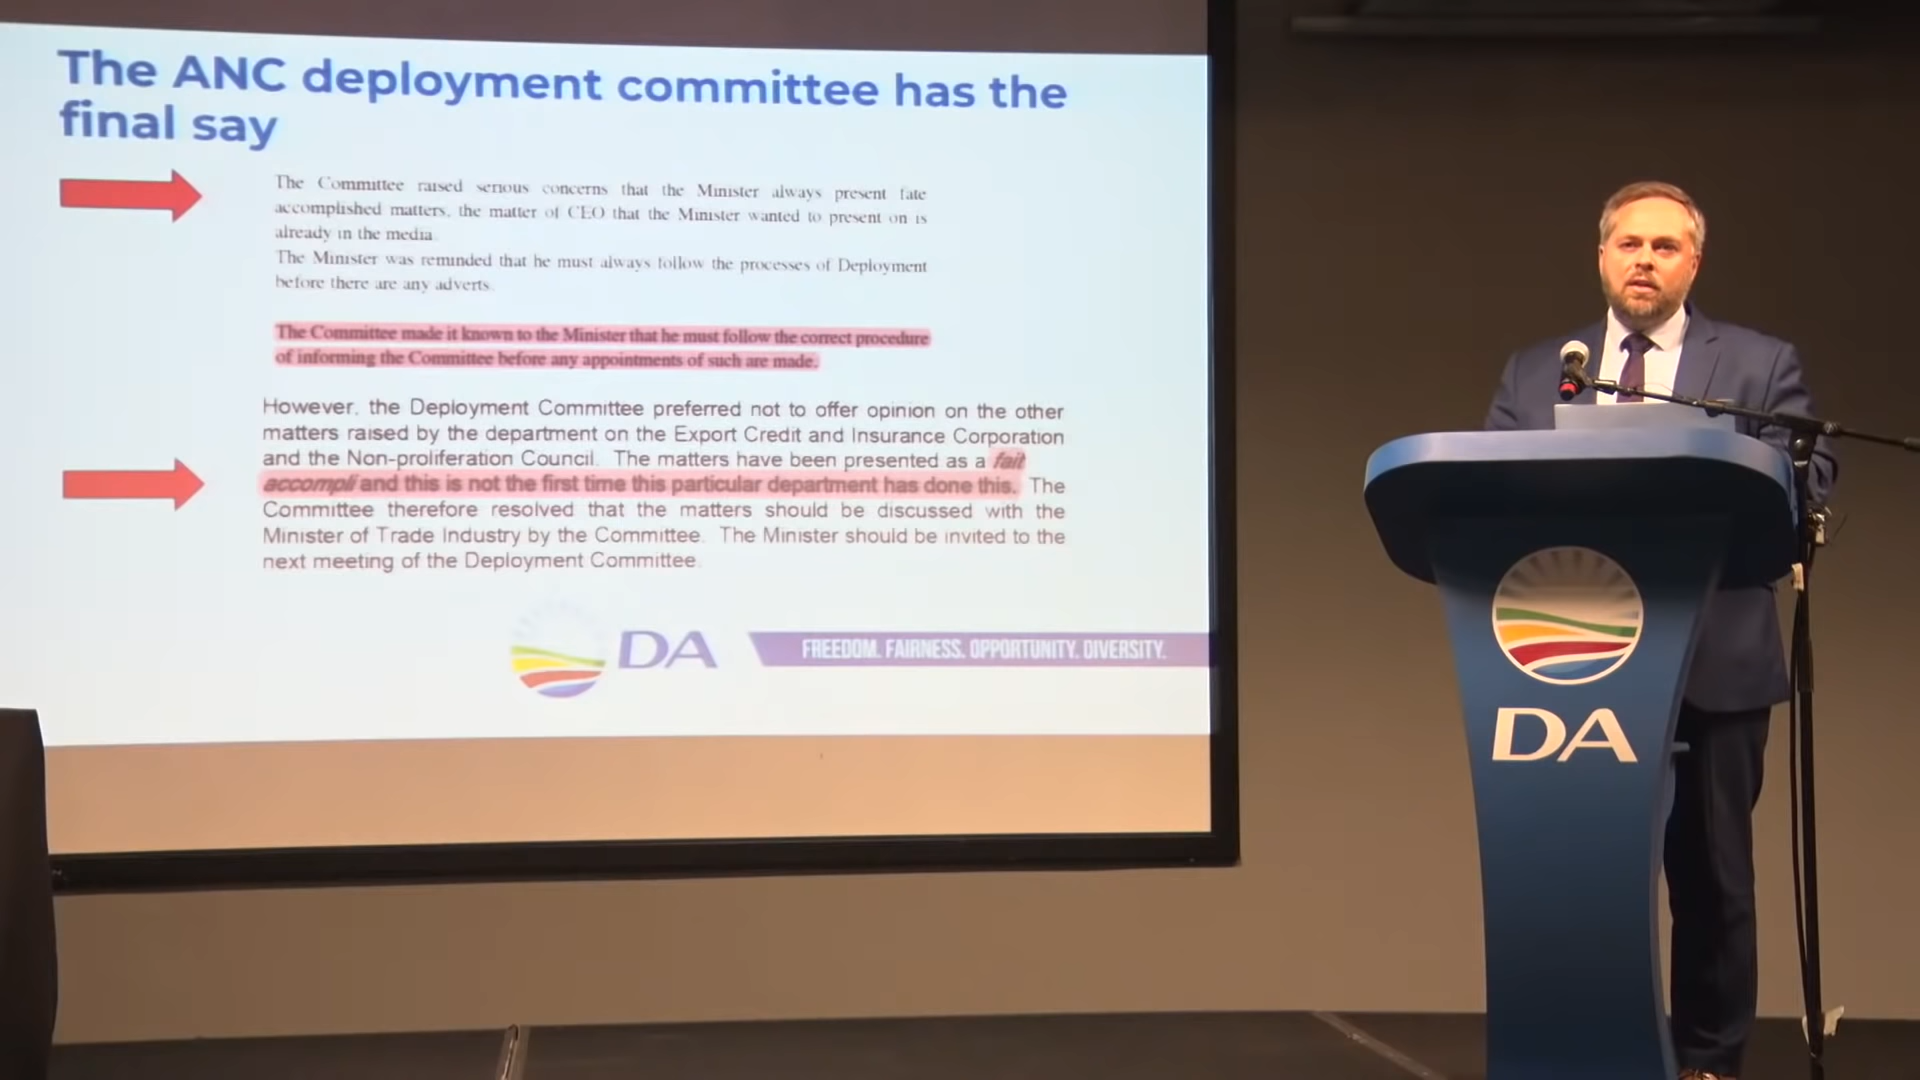 The ANC deployment committee has the
final say
The Committee raised serious concerns that the Minister always present fate
accomplished matters, the matter of CEO that the Minister wanted to present on is
already in the media.
The Minister was reminded that he must always follow the processes of Deployment
before there are any adverts.
The Committee made it known to the Minister that he must follow the correct procedure
of informing the Committee before any appointments of such are made.
However, the Deployment Committee preferred not to offer opinion on the other
matters raised by the department on the Export Credit and Insurance Corporation
and the Non-proliferation Council. The matters have been presented as a fait
accompli and this is not the first time this particular department has done this. The
Committee therefore resolved that the matters should be discussed with the
Minister of Trade Industry by the Committee. The Minister should be invited to the
next meeting of the Deployment Committee.
DA
FREEDOM. FAIRNESS. OPPORTUNITY. DIVERSITY.
DA